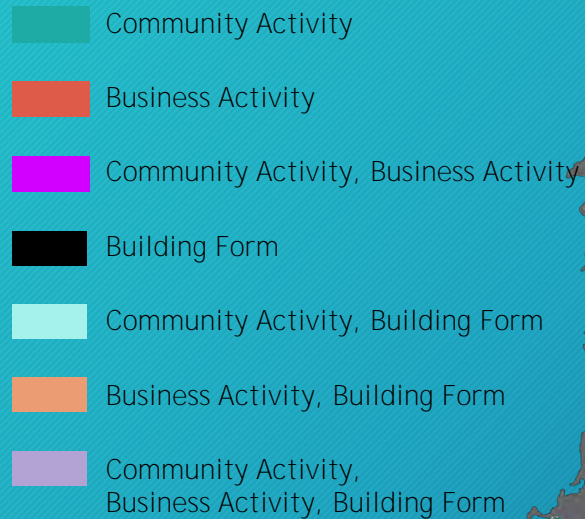 Community Activity
Business Activity
Community Activity, Business Activity
Building Form
Community Activity, Building Form
Business Activity, Building Form
Community Activity,
Business Activity, Building Form